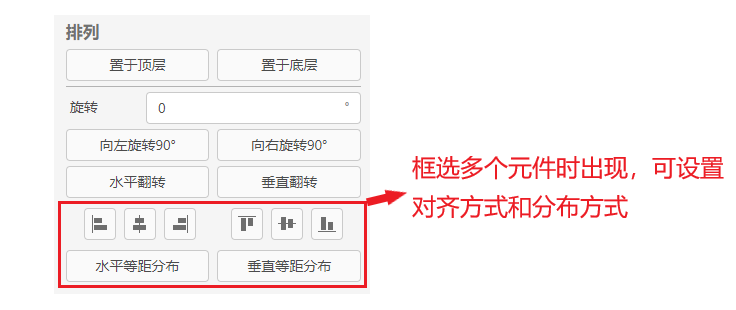 排列
置于顶层 置于底层
旋转 0 °
向左旋转90° 向右旋转90°
水平翻转 垂直翻转
框选多个元件时出现，可设置
对齐方式和分布方式
水平等距分布 垂直等距分布